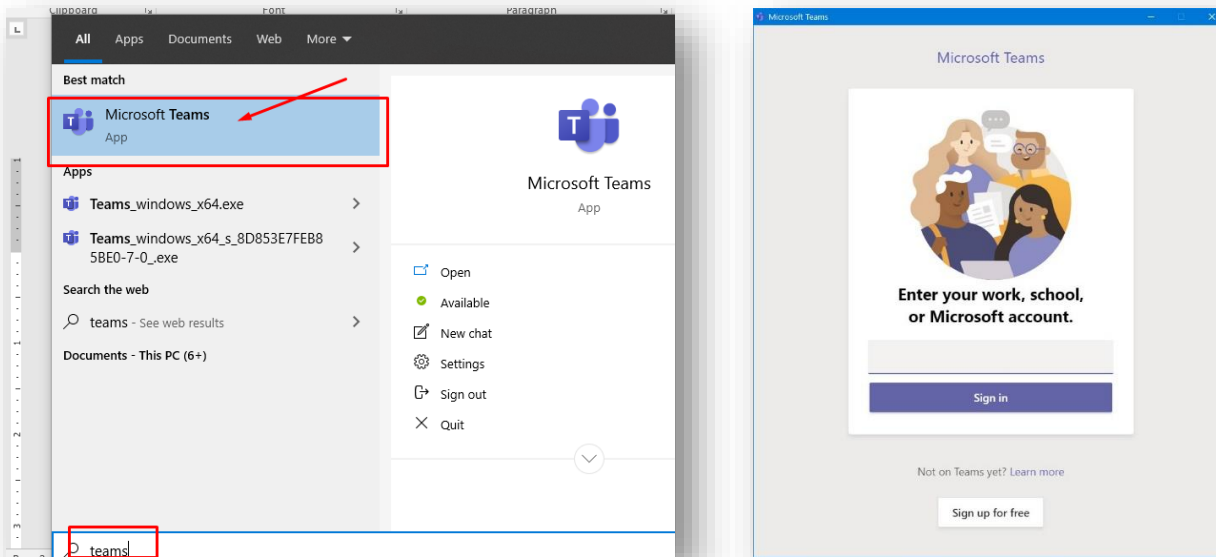 Clipboard
Font
Paragraph
L
All Apps Documents Web More
Best match
Microsoft Teams
App
Apps
Teams_windows_x64.exe
Teams_windows_x64_s_8D853E7FEB8
5BE0-7-0_.exe
Search the web
teams - See web results
Documents - This PC (6+)
teams
T
Microsoft Teams
App
Open
Available
New chat
Settings
Sign out
Quit
Microsoft Teams
Microsoft Teams
Enter your work, school,
or Microsoft account.
Sign in
Not on Teams yet? Learn more
Sign up for free